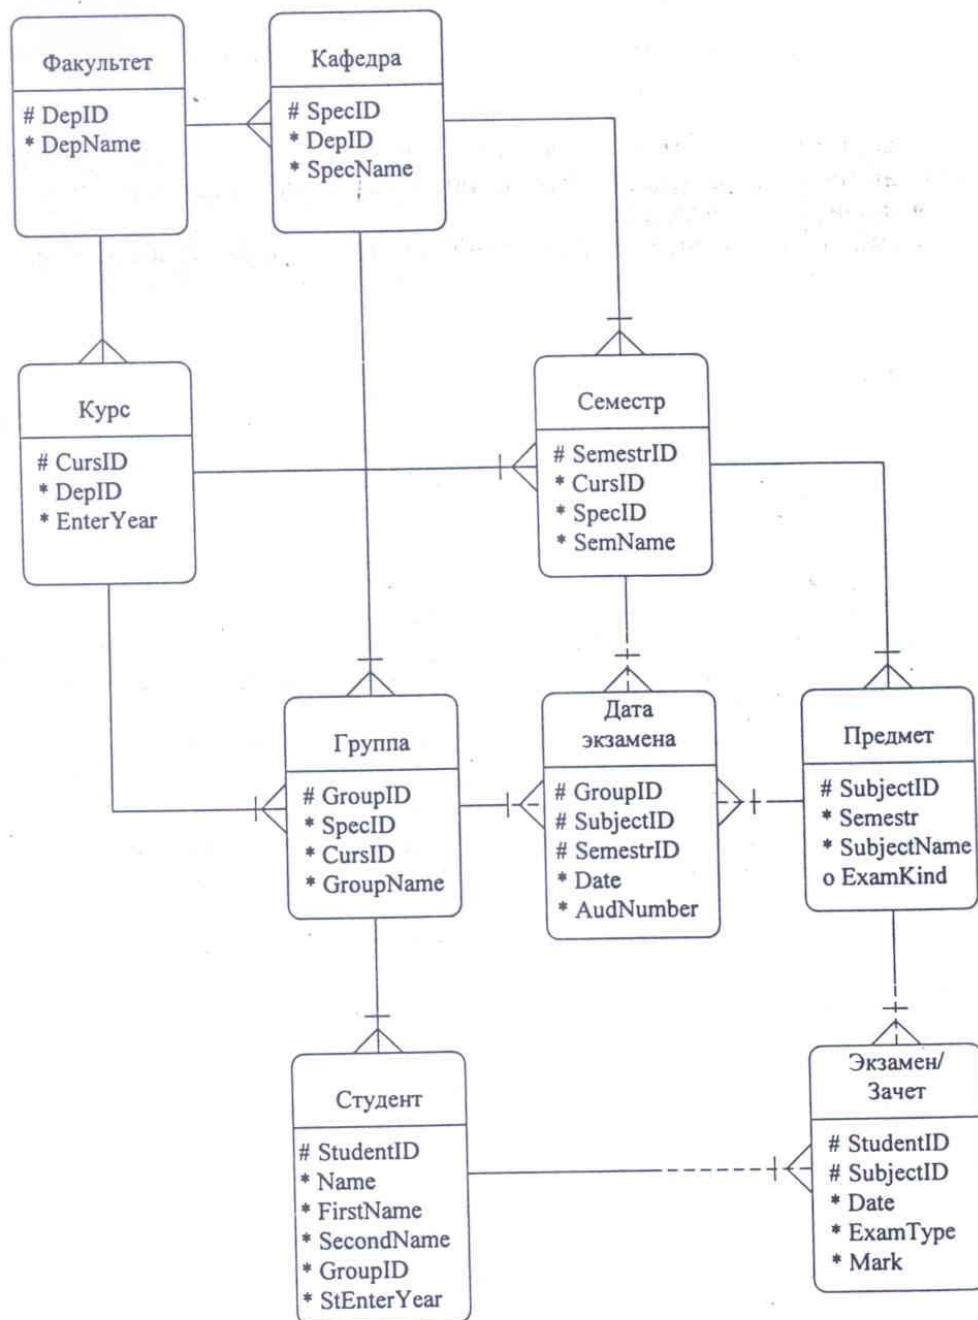 Факультет
# DepID
* DepName
Кафедра
# SpecID
* DepID
* SpecName
Курс
# CursID
* DepID
* EnterYear
Семестр
# SemestrID
* CursID
* SpecID
* SemName
Группа
# GroupID
* SpecID
* CursID
* GroupName
Дата
экзамена
# GroupID
# SubjectID
# SemestrID
* Date
* AudNumber
Предмет
# SubjectID
* Semestr
* SubjectName
o ExamKind
Студент
# StudentID
* Name
* FirstName
* SecondName
* GroupID
* StEnterYear
Экзамен/
Зачет
# StudentID
# SubjectID
* Date
* ExamType
* Mark